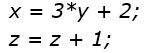 x = 3*y + 2;
z = z + 1;